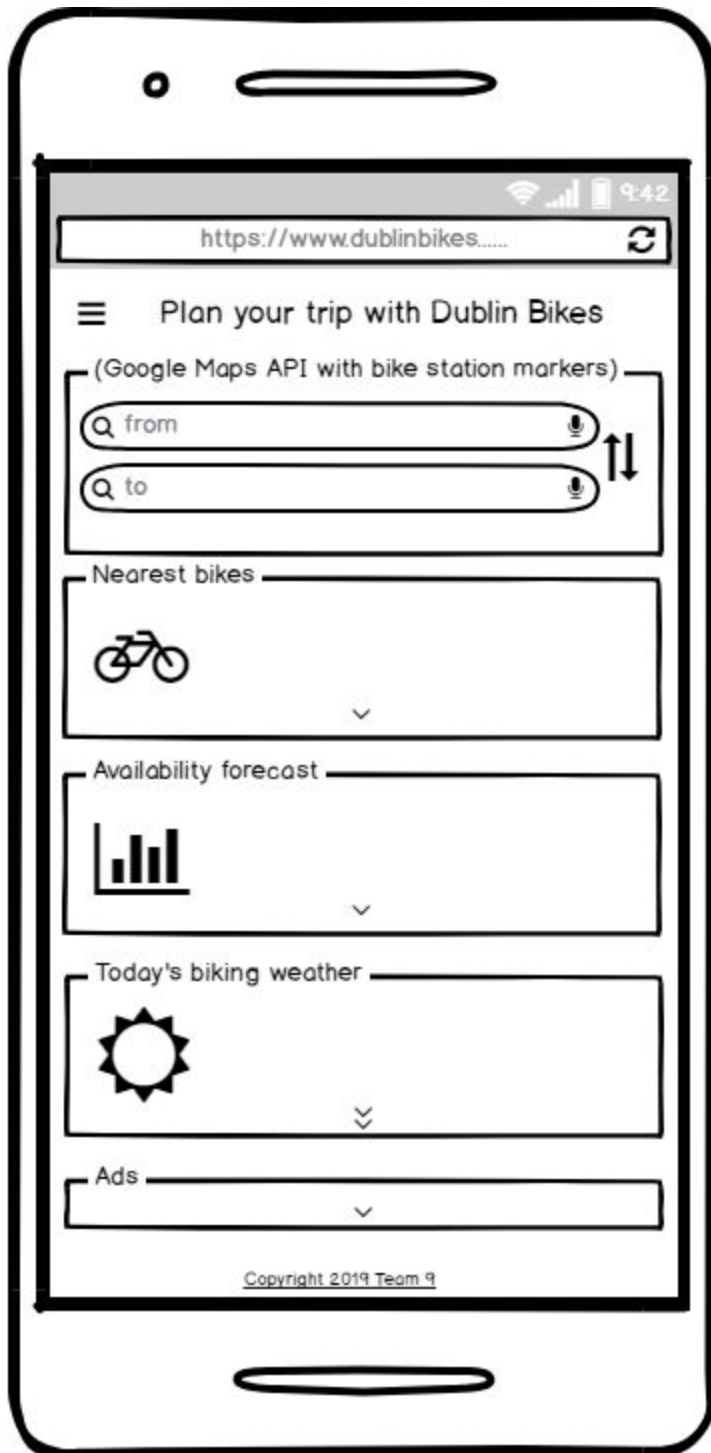 9:42
https://www.dublinbikes......
Plan your trip with Dublin Bikes
(Google Maps API with bike station markers)
from
to
Nearest bikes
Availability forecast
Today's biking weather
Ads
Copyright 2019 Team 9